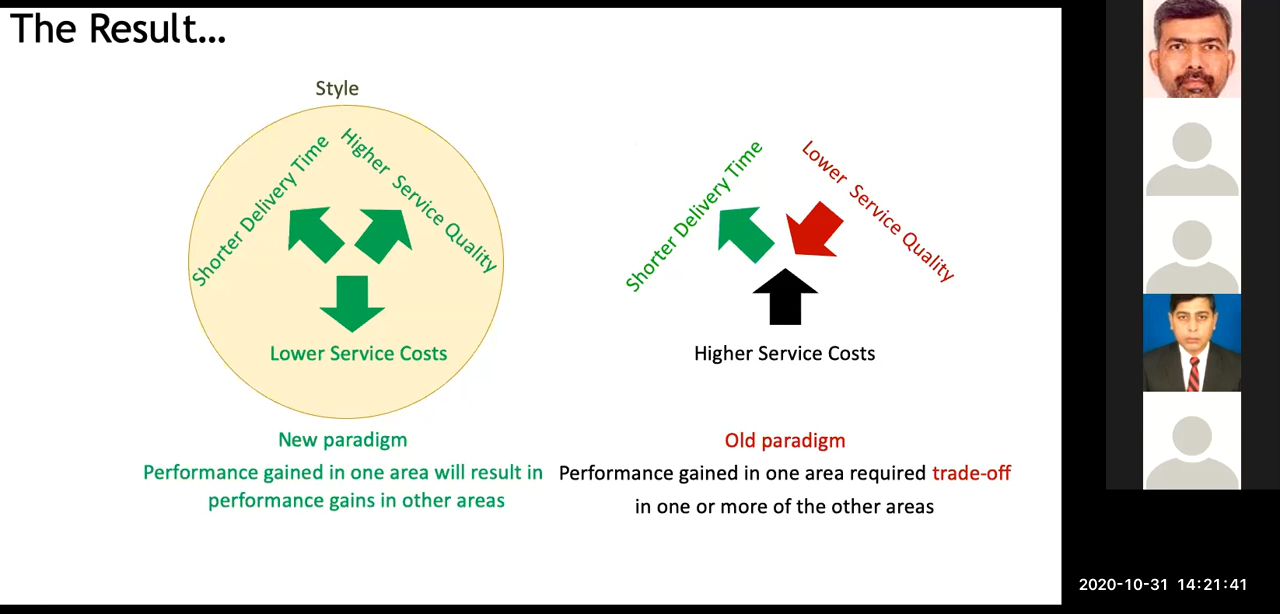 The Result...
Style
Shorter Delivery Time
Higher Service Quality
Lower Service Costs
New paradigm
Performance gained in one area will result in
performance gains in other areas
Shorter Delivery Time
Lower Service Quality
Higher Service Costs
Old paradigm
Performance gained in one area required trade-off
in one or more of the other areas
2020-10-31 14:21:41